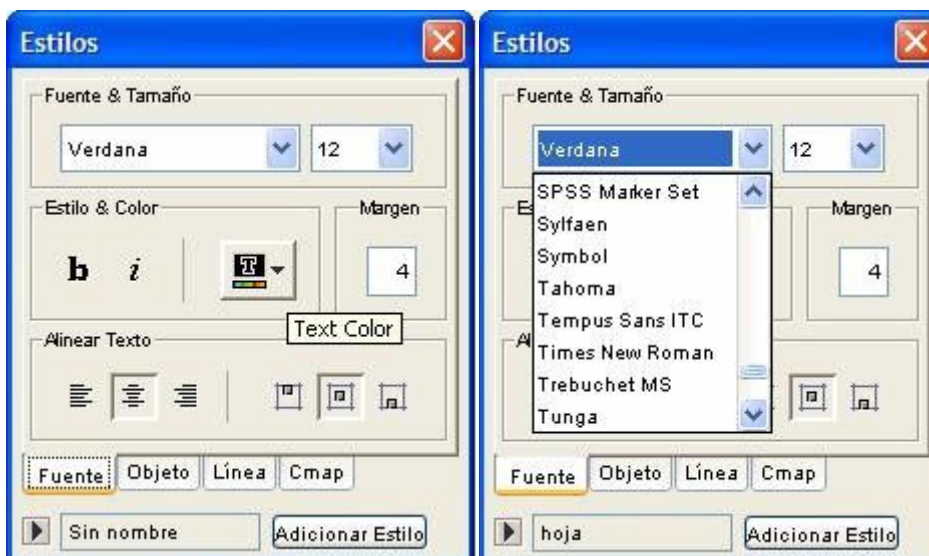 Estilos
Fuente & Tamaño
Verdana 12
Estilo & Color Margen
b i T 4
Text Color
Alinear Texto
Fuente Objeto Línea Cmap
Sin nombre Adicionar Estilo
Estilos
Fuente & Tamaño
Verdana 12
SPSS Marker Set
E Margen
Sylfaen
Symbol
4
Tahoma
Tempus Sans ITC
Al
Times New Roman
Trebuchet MS
Tunga
Fuente Objeto Línea Cmap
hoja Adicionar Estilo